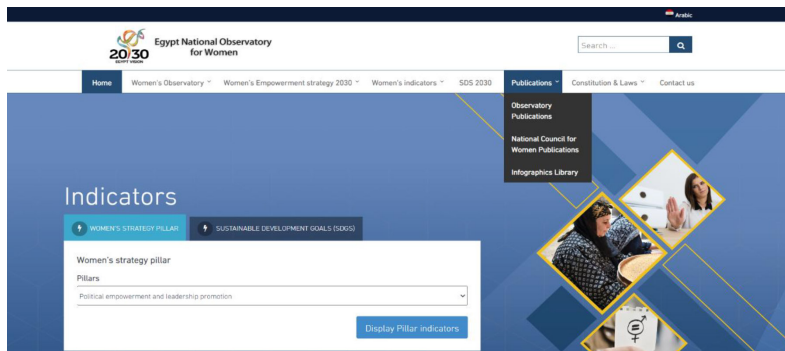 Arabic
2030
EGYPT VISION
Egypt National Observatory
for Women
Search ...
Home
Women's Observatory
Women's Empowerment strategy 2030
Women's indicators
SDS 2030
Publications
Constitution & Laws
Contact us
Observatory
Publications
National Council for
Women Publications
Infographics Library
Indicators
WOMEN'S STRATEGY PILLAR
SUSTAINABLE DEVELOPMENT GOALS (SDGS)
Women's strategy pillar
Pillars
Political empowerment and leadership promotion
Display Pillar indicators